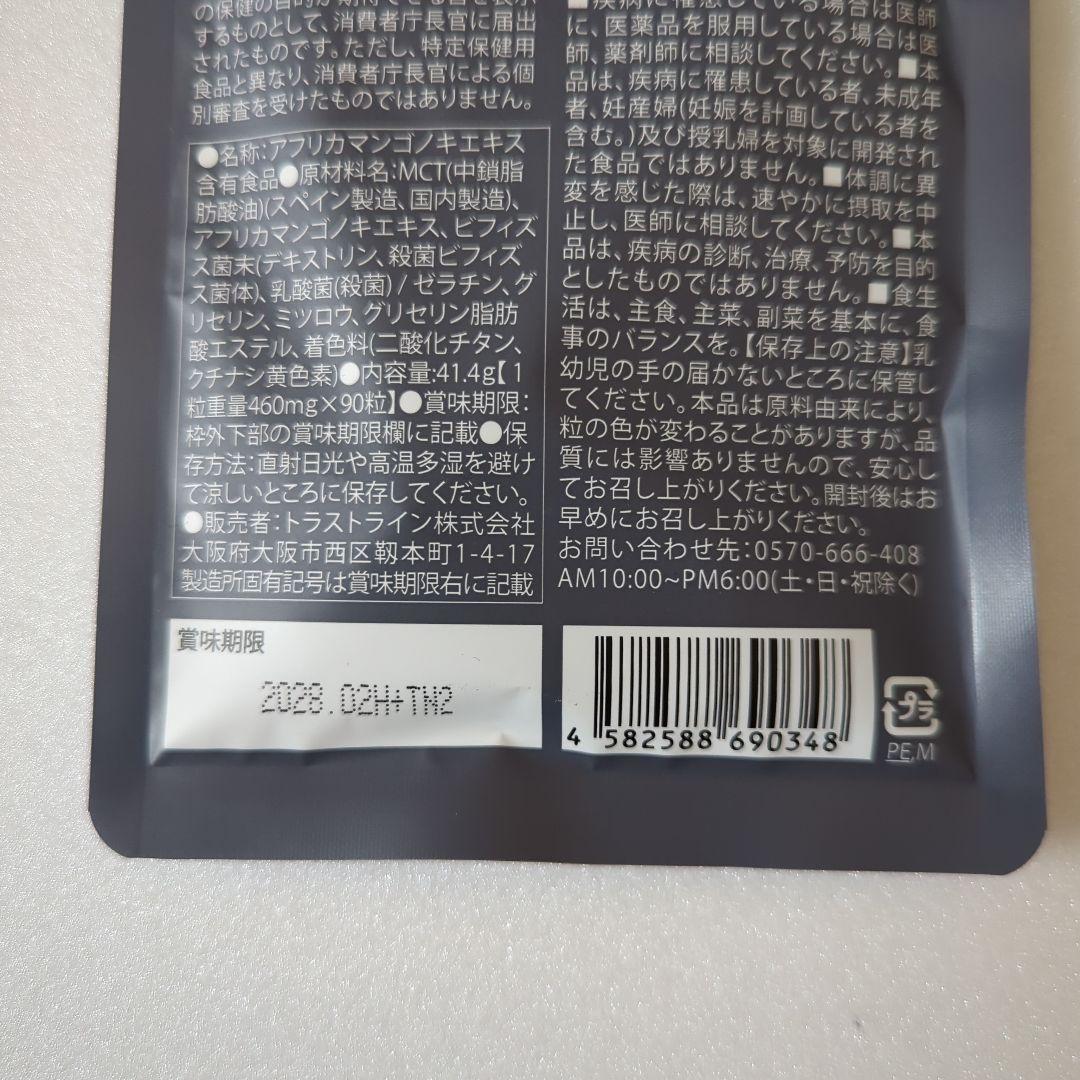 の保健の目的が期待できる旨を表示
するものとして、消費者庁長官に届出
されたものです。ただし、特定保健用
食品と異なり、消費者庁長官による個
別審査を受けたものではありません。
●名称:アフリカマンゴノキエキス
含有食品●原材料名:MCT(中鎖脂
肪酸油)(スペイン製造、国内製造)、
アフリカマンゴノキエキス、ビフィズ
ス菌末(デキストリン、殺菌ビフィズ
ス菌体)、乳酸菌(殺菌) / ゼラチン、グ
リセリン、ミツロウ、グリセリン脂肪
酸エステル、着色料(二酸化チタン、
クチナシ黄色素)●内容量:41.4g【1
粒重量460mg×90粒】●賞味期限:
枠外下部の賞味期限欄に記載●保
存方法:直射日光や高温多湿を避け
て涼しいところに保存してください。
●販売者:トラストライン株式会社
大阪府大阪市西区靱本町1-4-17
製造所固有記号は賞味期限右に記載
賞味期限
2028.02H+TN2
■疾病に罹患している場合は医師
に、医薬品を服用している場合は医
師、薬剤師に相談してください。■本
品は、疾病に罹患している者、未成年
者、妊産婦(妊娠を計画している者を
含む。)及び授乳婦を対象に開発され
た食品ではありません。■体調に異
変を感じた際は、速やかに摂取を中
止し、医師に相談してください。■本
品は、疾病の診断、治療、予防を目的
としたものではありません。■食生
活は、主食、主菜、副菜を基本に、食
事のバランスを。【保存上の注意】乳
幼児の手の届かないところに保管し
てください。本品は原料由来により、
粒の色が変わることがありますが、品
質には影響ありませんので、安心し
てお召し上がりください。開封後はお
早めにお召し上がりください。
お問い合わせ先:0570-666-408
AM10:00~PM6:00(土・日・祝除く)
4 582588 690348
プラ
PE,M